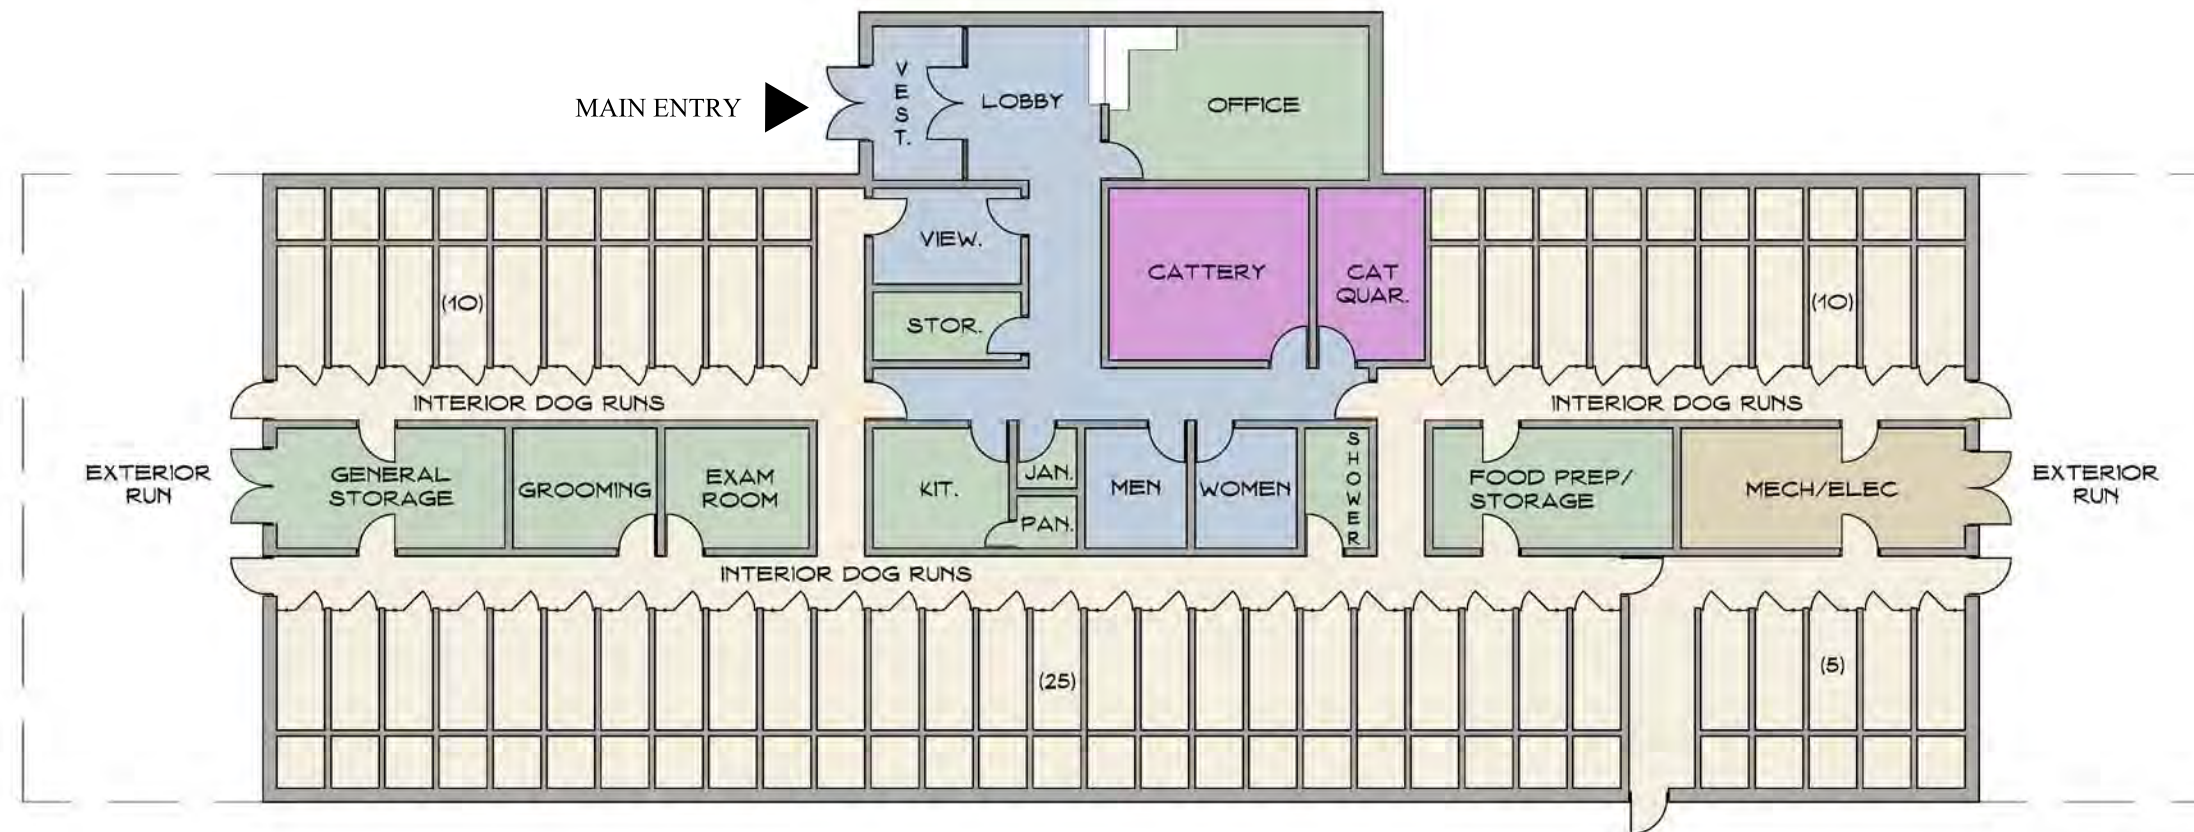 VEST.
LOBBY
OFFICE
MAIN ENTRY
VIEW.
CATTERY
CAT
QUAR.
(10)
(10)
STOR.
INTERIOR DOG RUNS
INTERIOR DOG RUNS
EXTERIOR
RUN
GENERAL
STORAGE
GROOMING
EXAM
ROOM
KIT.
JAN.
PAN.
MEN
WOMEN
SHOWER
FOOD PREP/
STORAGE
MECH/ELEC
EXTERIOR
RUN
INTERIOR DOG RUNS
(25)
(5)